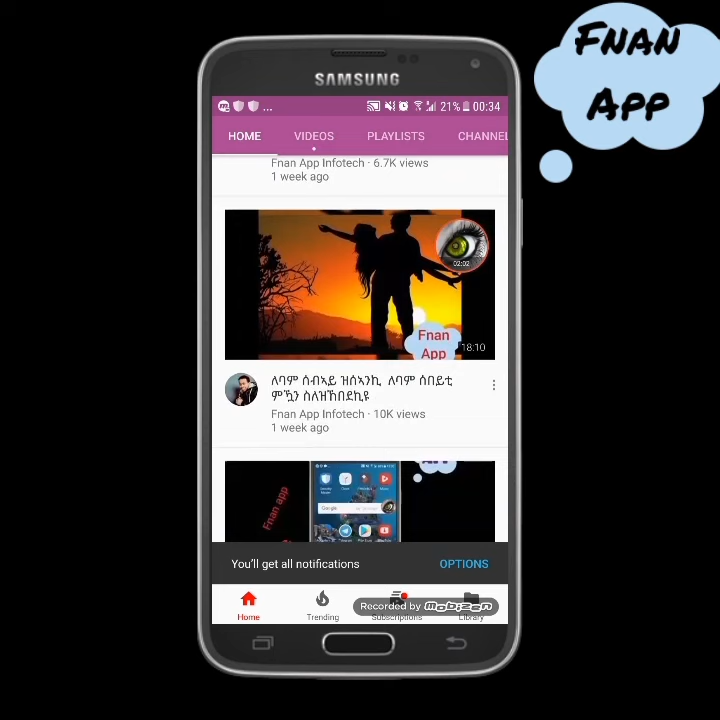 Fnan
App
SAMSUNG
... 21% 00:34
HOME VIDEOS PLAYLISTS CHANNEL
Fnan App Infotech · 6.7K views
1 week ago
02:02
Fnan
App
18:10
ለባም ሰብኣይ ዝሰኣንኪ ለባም ሰበይቲ
ምዃን ስለዝኸበደኪዩ
Fnan App Infotech · 10K views
1 week ago
Fnan app
Google
You'll get all notifications OPTIONS
Recorded by Mobizen
Home Trending Subscriptions Library